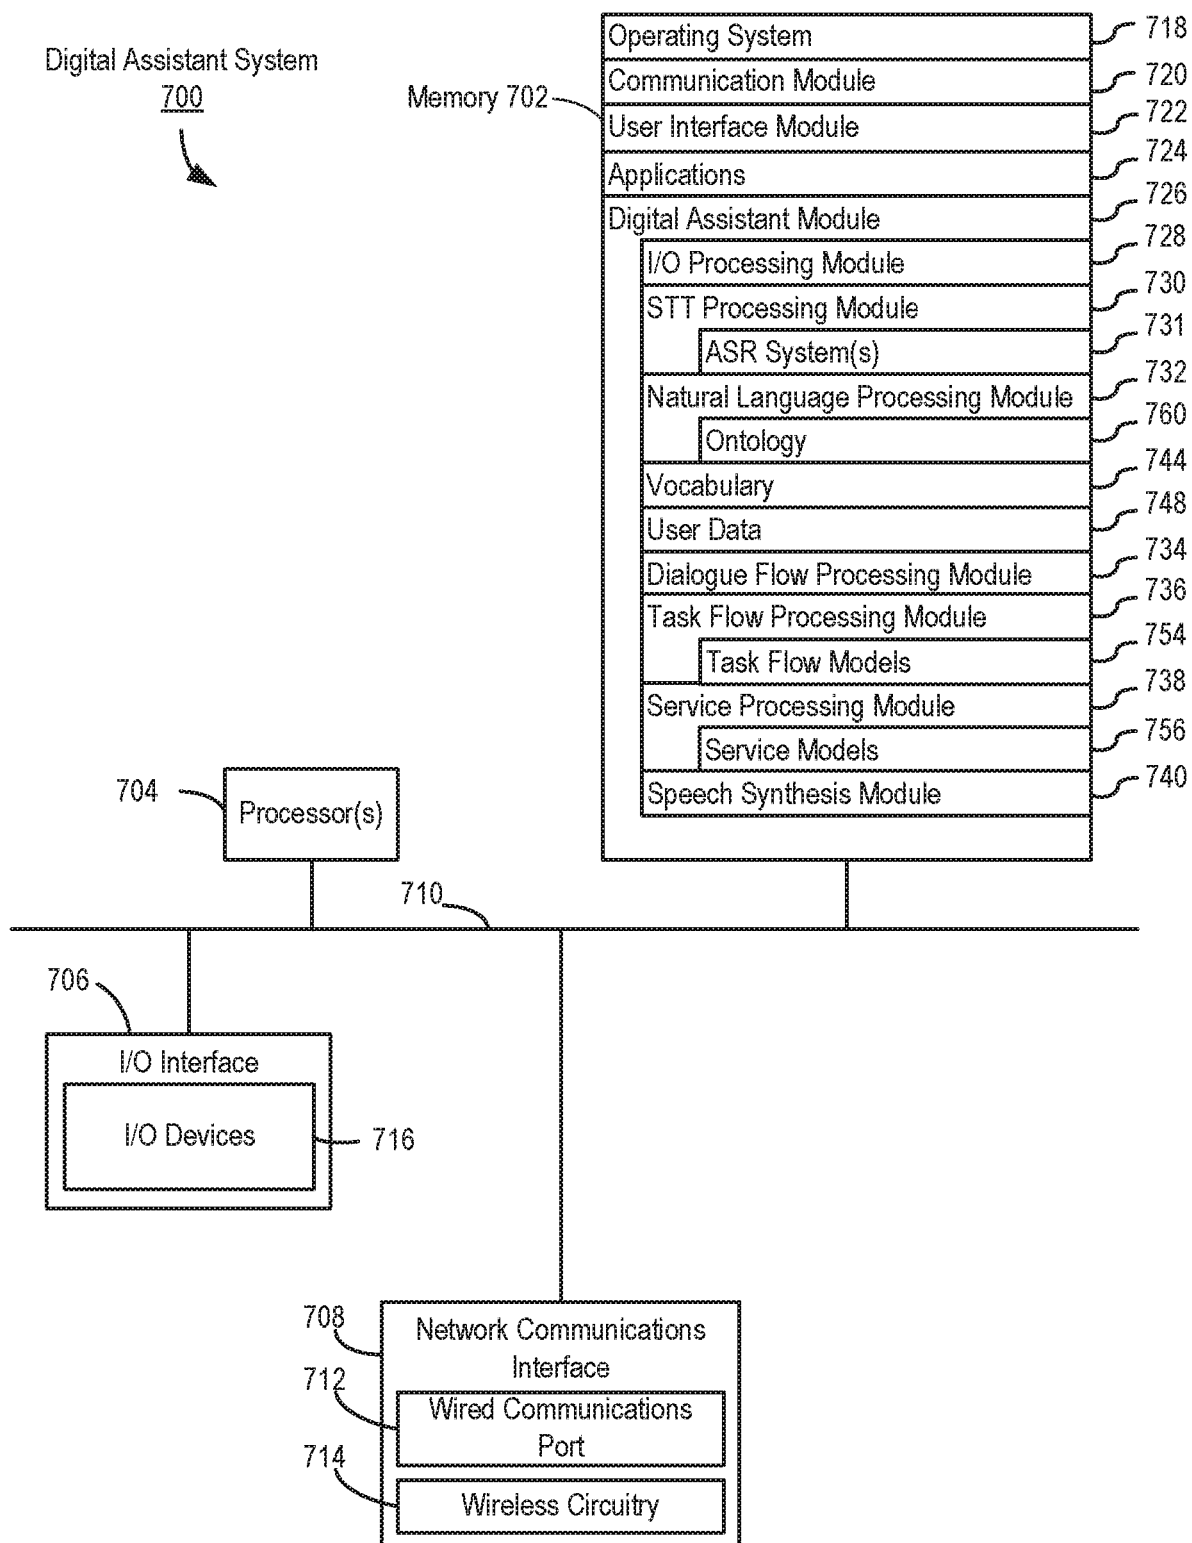 Digital Assistant System
700
Memory 702
Operating System 718
Communication Module 720
User Interface Module 722
Applications 724
Digital Assistant Module 726
I/O Processing Module 728
STT Processing Module 730
ASR System(s) 731
Natural Language Processing Module 732
Ontology 760
Vocabulary 744
User Data 748
Dialogue Flow Processing Module 734
Task Flow Processing Module 736
Task Flow Models 754
Service Processing Module 738
Service Models 756
Speech Synthesis Module 740
704
Processor(s)
710
706
I/O Interface
I/O Devices 716
708
Network Communications
Interface
712
Wired Communications
Port
714
Wireless Circuitry